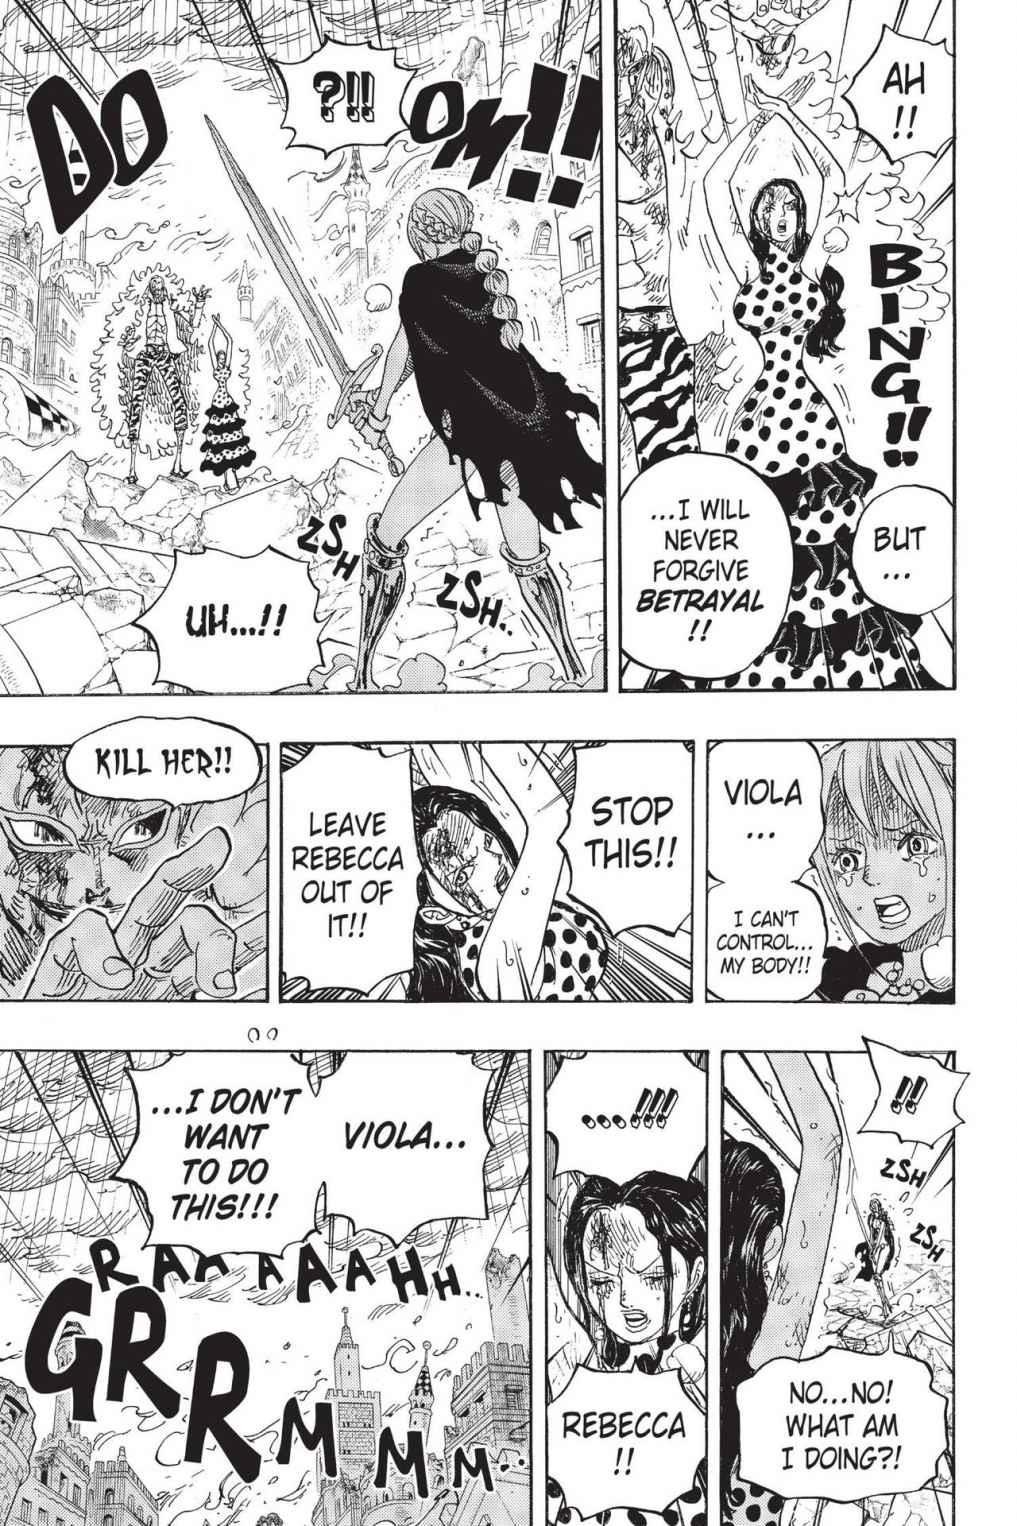 AH
!!
BING!!
BUT
...
...I WILL
NEVER
FORGIVE
BETRAYAL
!!
DOOM!!
?!!
ZSH
ZSH..
UH...!!
VIOLA
...
I CAN'T
CONTROL...
MY BODY!!
STOP
THIS!!
LEAVE
REBECCA
OUT OF
IT!!
KILL HER!!
!!
ZSH
ZSH
NO...NO!
WHAT AM
I DOING?!
...!!!
REBECCA
!!
VIOLA...
...I DON'T
WANT
TO DO
THIS!!!
RAAAAAHH...
GRRMMM..